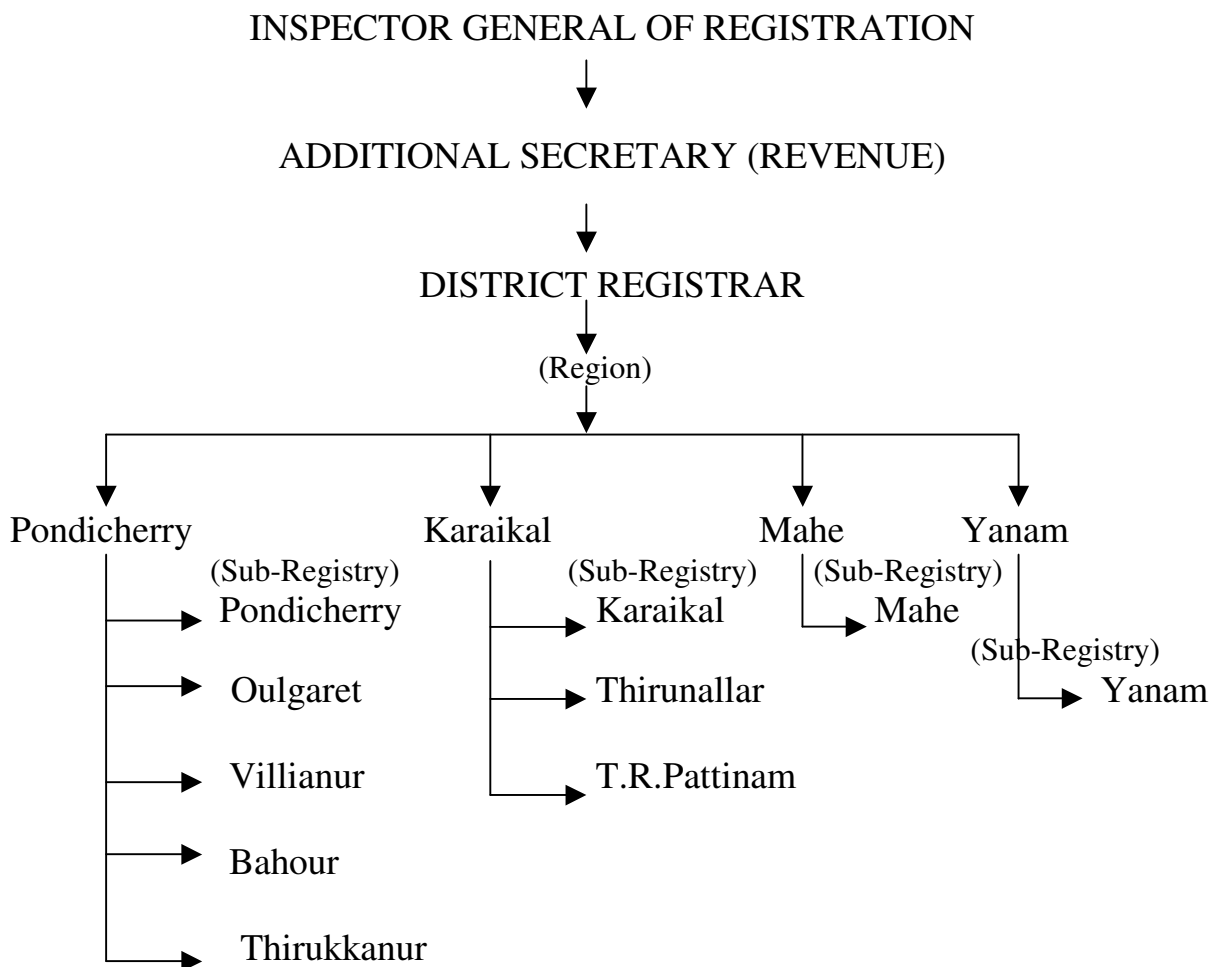 INSPECTOR GENERAL OF REGISTRATION
ADDITIONAL SECRETARY (REVENUE)
DISTRICT REGISTRAR
(Region)
Pondicherry
Karaikal
Mahe
Yanam
(Sub-Registry)
Pondicherry
Oulgaret
Villianur
Bahour
Thirukkanur
(Sub-Registry)
Karaikal
Thirunallar
T.R.Pattinam
(Sub-Registry)
Mahe
(Sub-Registry)
Yanam